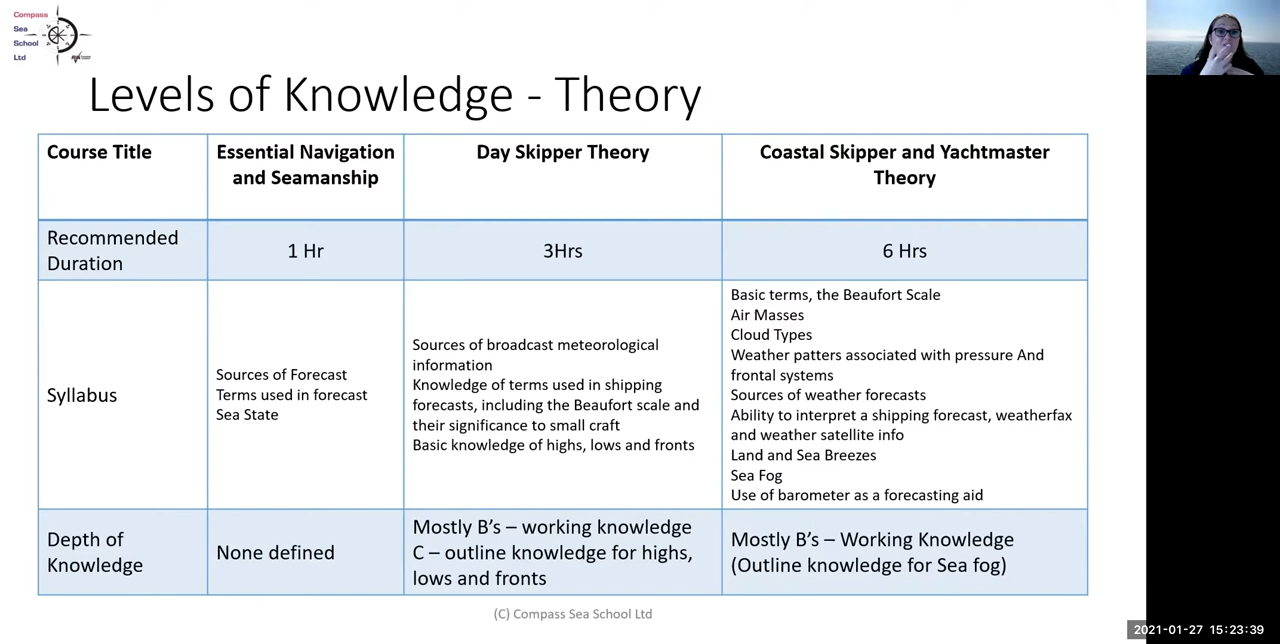 Compass
Sea
School
Ltd
Levels of Knowledge - Theory
Course Title
Essential Navigation
and Seamanship
Day Skipper Theory
Coastal Skipper and Yachtmaster
Theory
Recommended
Duration
1 Hr
3Hrs
6 Hrs
Syllabus
Sources of Forecast
Terms used in forecast
Sea State
Sources of broadcast meteorological
information
Knowledge of terms used in shipping
forecasts, including the Beaufort scale and
their significance to small craft
Basic knowledge of highs, lows and fronts
Basic terms, the Beaufort Scale
Air Masses
Cloud Types
Weather patters associated with pressure And
frontal systems
Sources of weather forecasts
Ability to interpret a shipping forecast, weatherfax
and weather satellite info
Land and Sea Breezes
Sea Fog
Use of barometer as a forecasting aid
Depth of
Knowledge
None defined
Mostly B’s – working knowledge
C – outline knowledge for highs,
lows and fronts
Mostly B’s – Working Knowledge
(Outline knowledge for Sea fog)
(C) Compass Sea School Ltd
2021-01-27 15:23:39